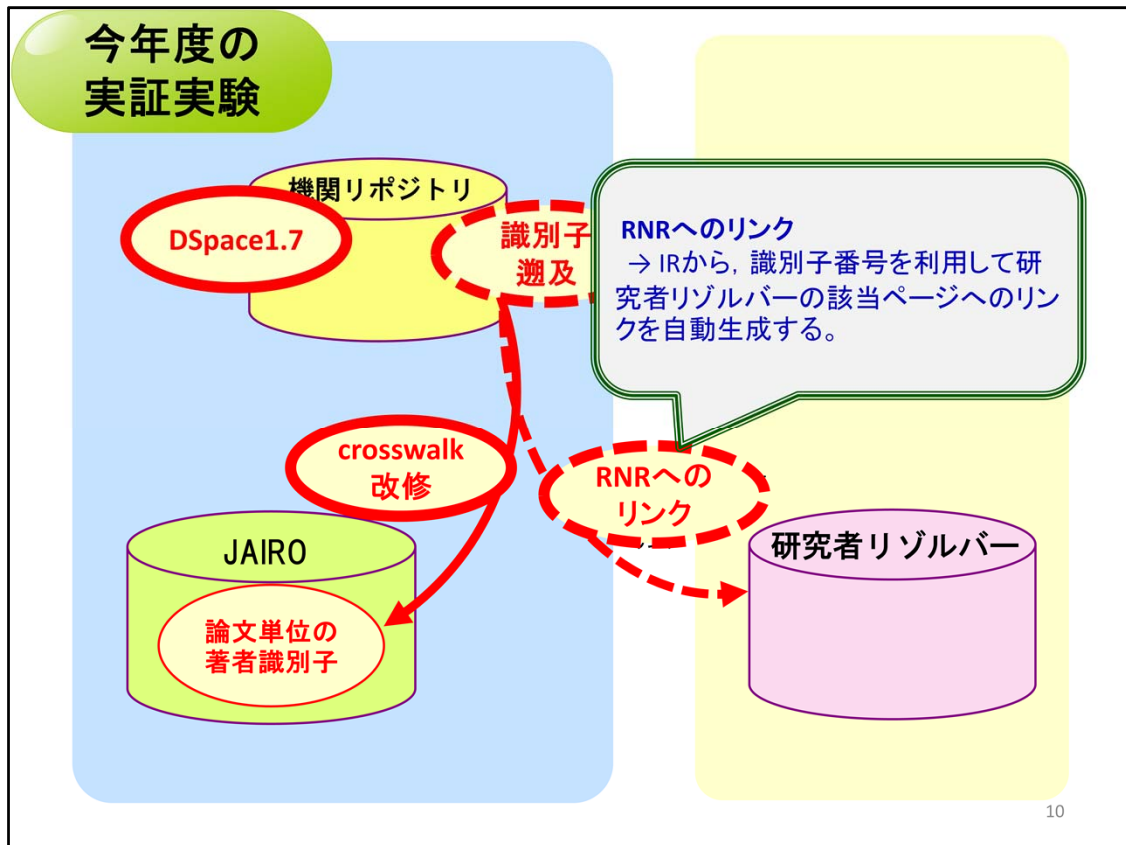 今年度の
実証実験
機関リポジトリ
DSpace1.7
識別子
遡及
RNRへのリンク
→ IRから, 識別子番号を利用して研
究者リゾルバーの該当ページへのリン
クを自動生成する。
crosswalk
改修
RNRへの
リンク
JAIRO
論文単位の
著者識別子
研究者リゾルバー
10